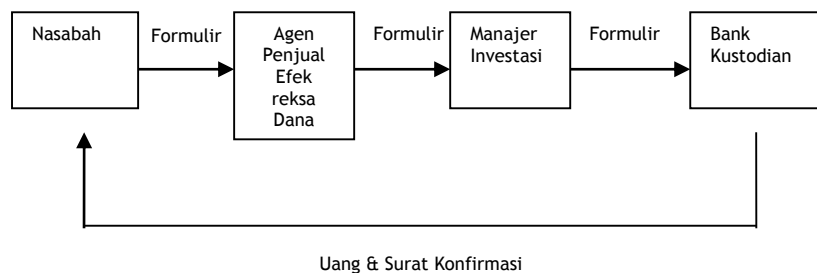 Nasabah
Formulir
Agen
Penjual
Efek
reksa
Dana
Formulir
Manajer
Investasi
Formulir
Bank
Kustodian
Uang & Surat Konfirmasi